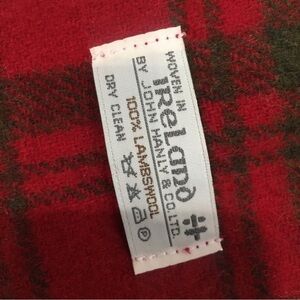 WOVEN IN
IReLanD
BY JOHN HANLY & CO.LTD.
100% LAMBSWOOL
DRY CLEAN
P